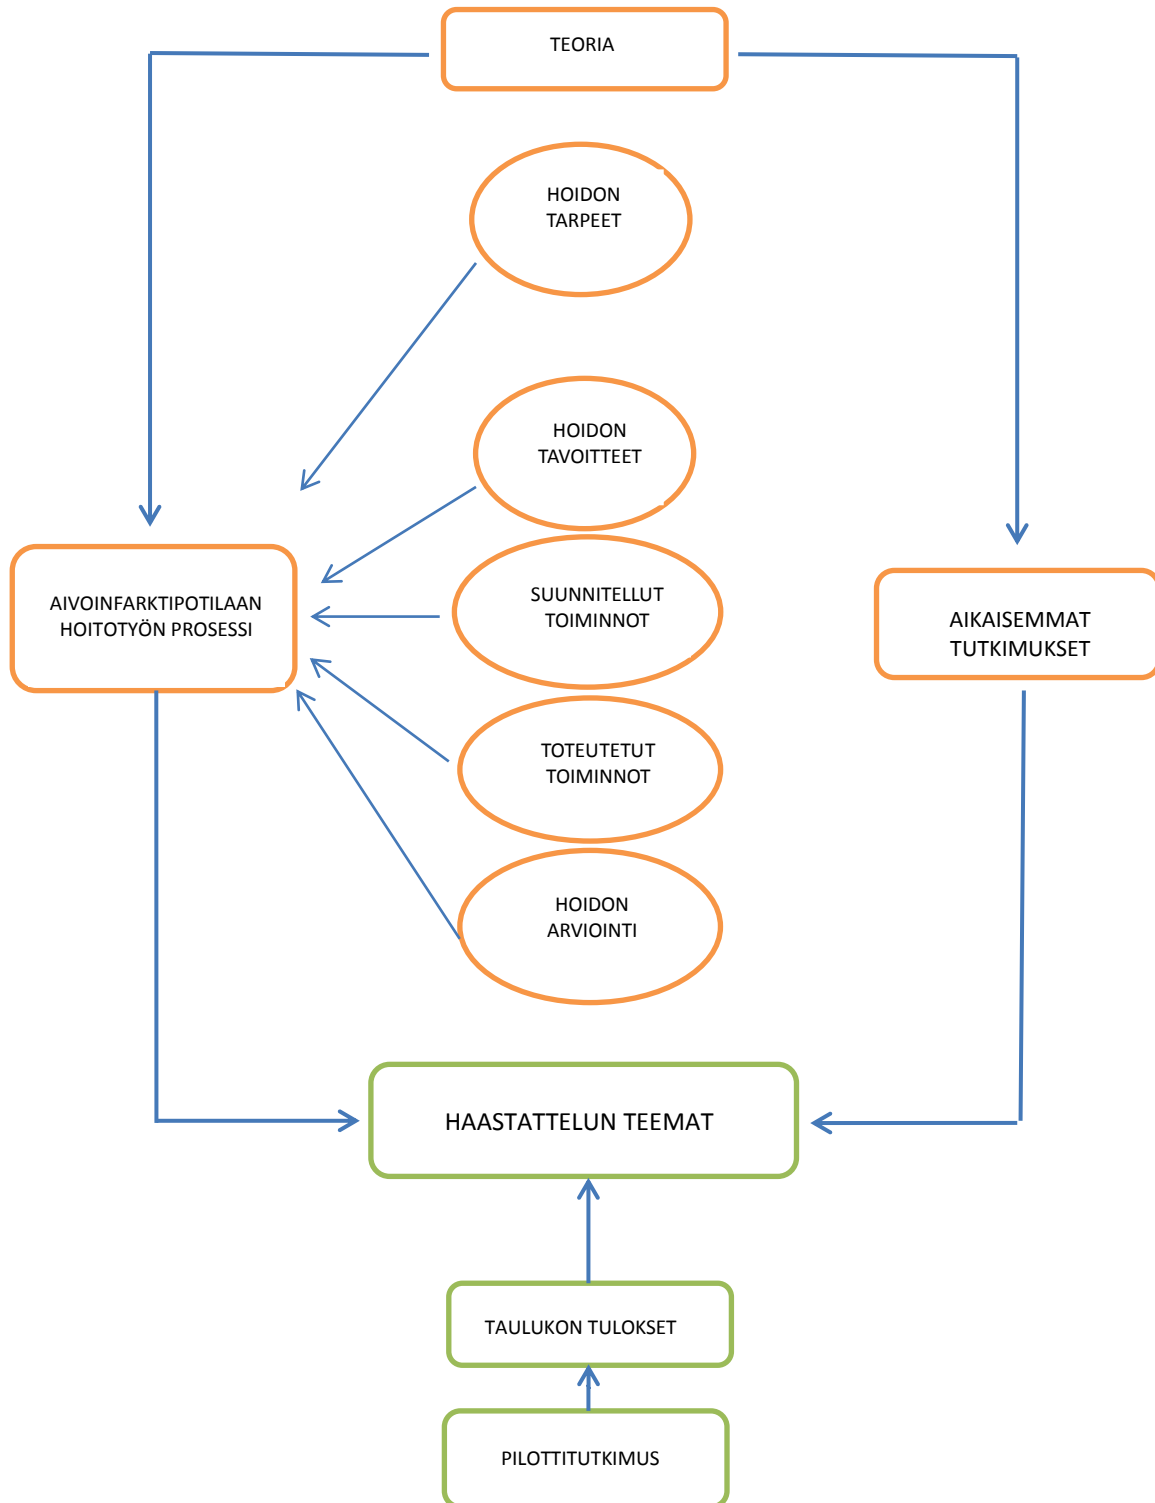 TEORIA
HOIDON
TARPEET
HOIDON
TAVOITTEET
SUUNNITELLUT
TOIMINNOT
AIVOINFARKTIPOTILAAN
HOITOTYÖN PROSESSI
AIKAISEMMAT
TUTKIMUKSET
TOTEUTETUT
TOIMINNOT
HOIDON
ARVIOINTI
HAASTATTELUN TEEMAT
TAULUKON TULOKSET
PILOTTITUTKIMUS